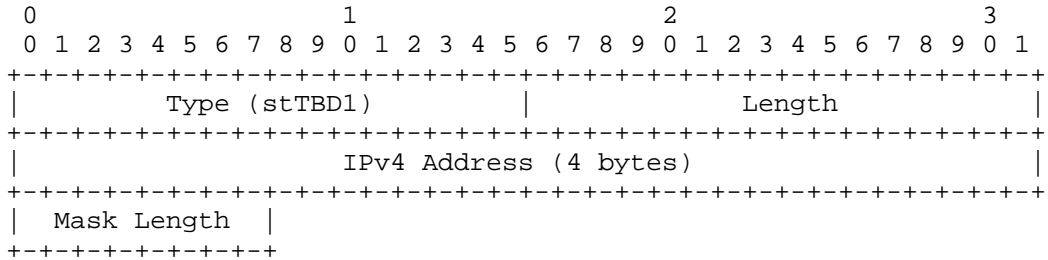 0                   1                   2                   3
 0 1 2 3 4 5 6 7 8 9 0 1 2 3 4 5 6 7 8 9 0 1 2 3 4 5 6 7 8 9 0 1
+-+-+-+-+-+-+-+-+-+-+-+-+-+-+-+-+-+-+-+-+-+-+-+-+-+-+-+-+-+-+-+-+
|         Type (stTBD1)         |             Length            |
+-+-+-+-+-+-+-+-+-+-+-+-+-+-+-+-+-+-+-+-+-+-+-+-+-+-+-+-+-+-+-+-+
|                    IPv4 Address (4 bytes)                     |
+-+-+-+-+-+-+-+-+-+-+-+-+-+-+-+-+-+-+-+-+-+-+-+-+-+-+-+-+-+-+-+-+
|  Mask Length  |
+-+-+-+-+-+-+-+-+